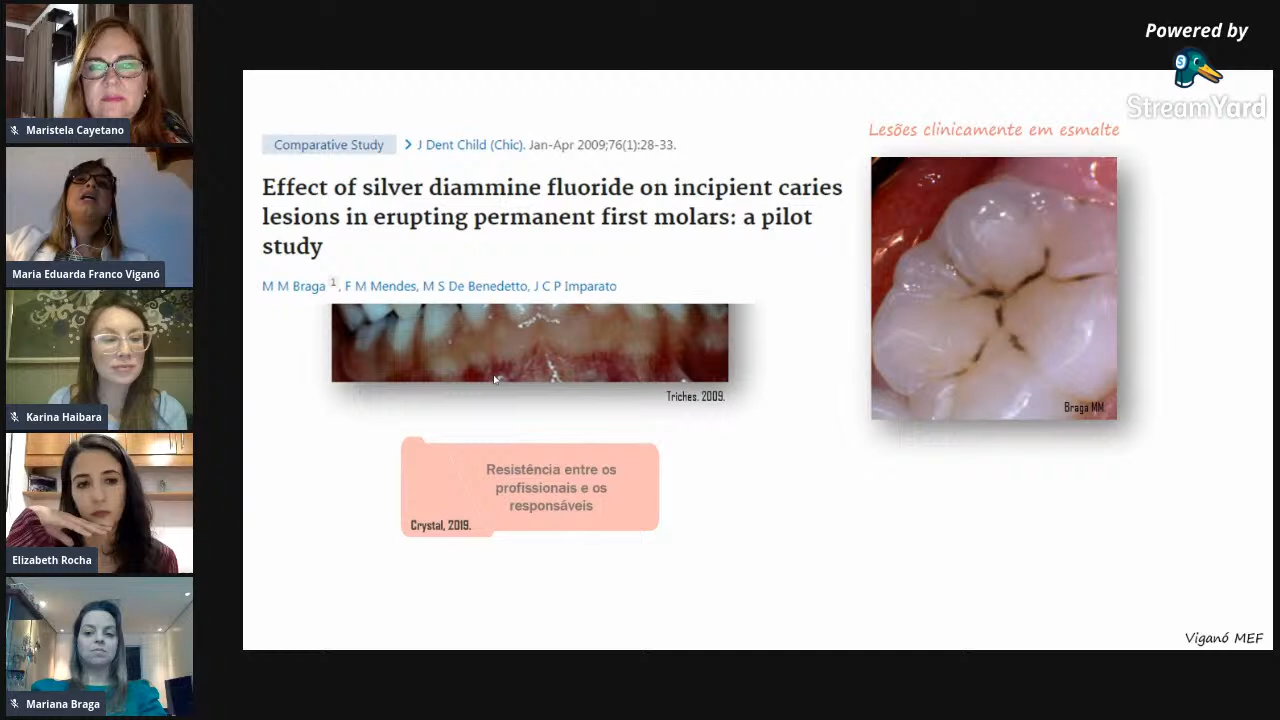 Powered by
StreamYard
Maristela Cayetano
Maria Eduarda Franco Viganó
Karina Haibara
Elizabeth Rocha
Mariana Braga
Lesões clinicamente em esmalte
Comparative Study
J Dent Child (Chic). Jan-Apr 2009;76(1):28-33.
Effect of silver diammine fluoride on incipient caries
lesions in erupting permanent first molars: a pilot
study
M M Braga 1, F M Mendes, M S De Benedetto, J C P Imparato
Triches. 2009.
Braga MM
Resistência entre os
profissionais e os
responsáveis
Crystal, 2019.
Viganó MEF